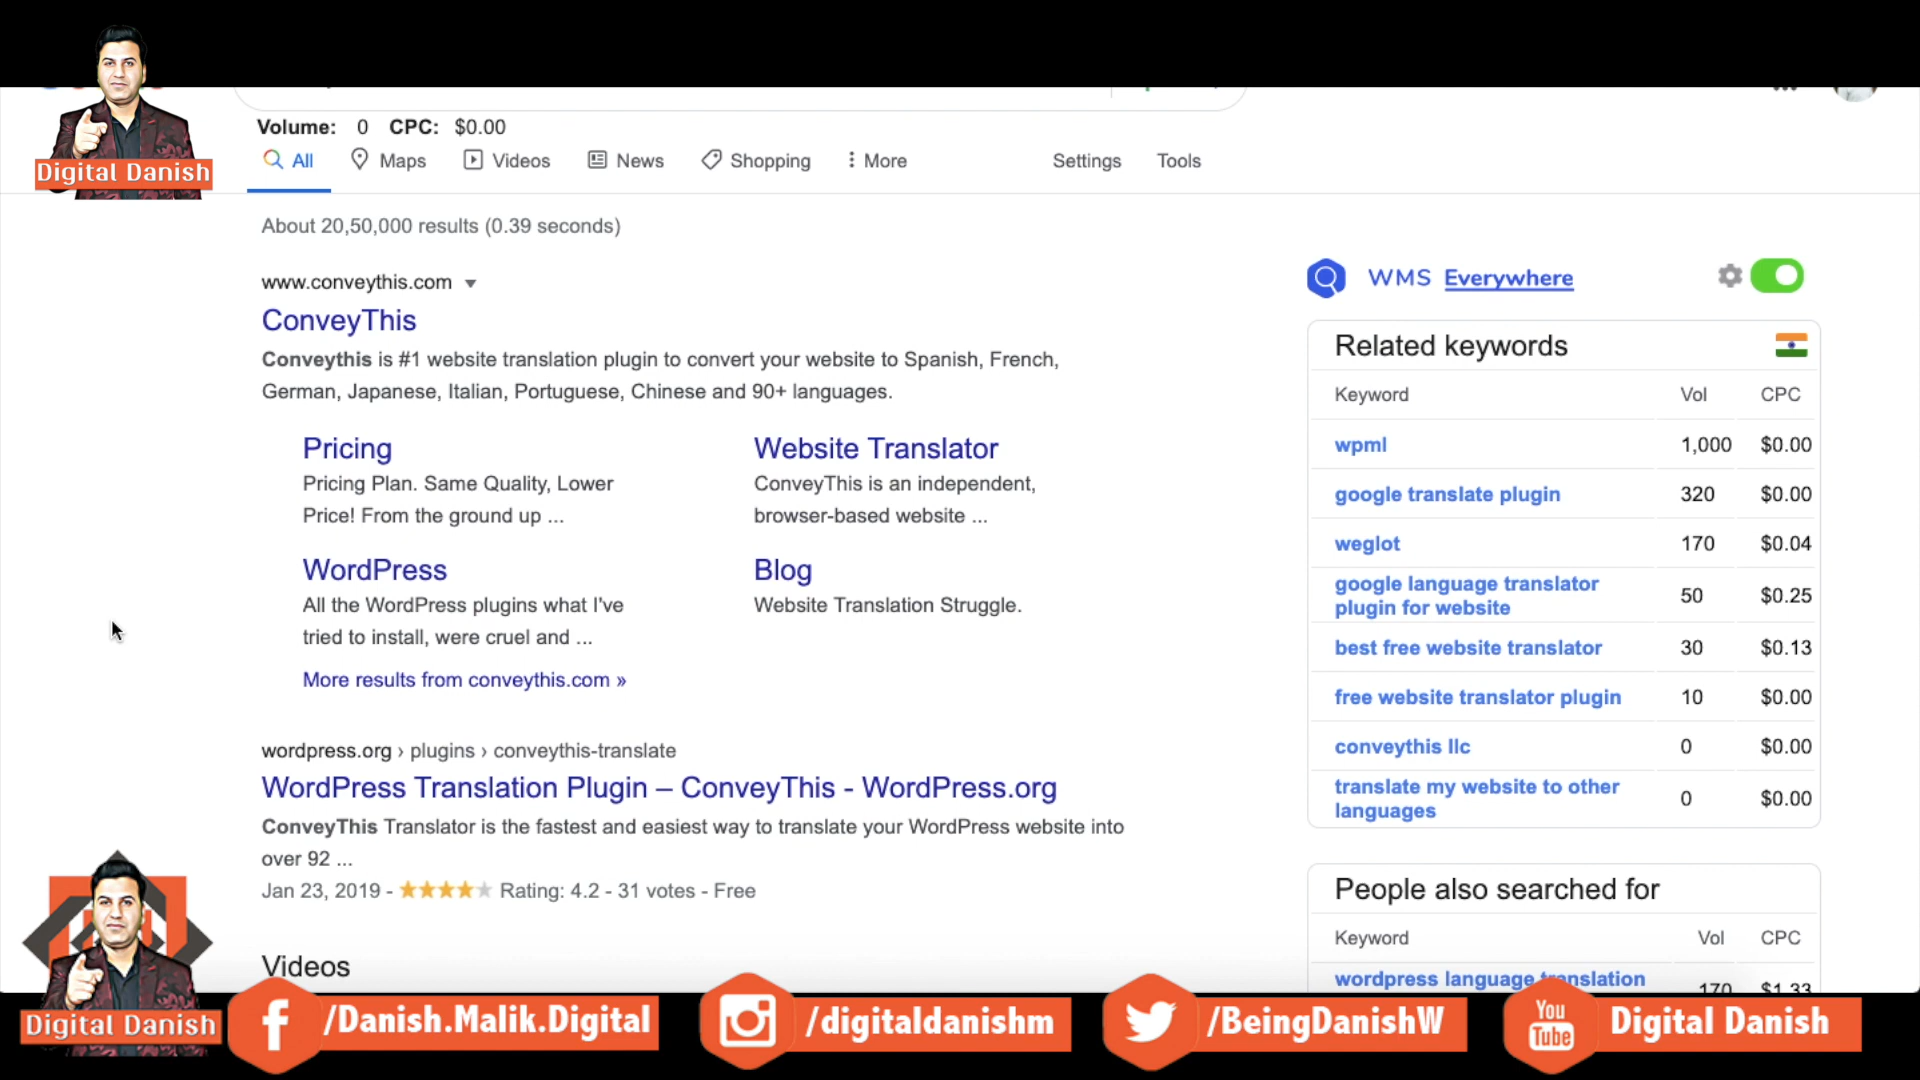 Digital Danish
Volume: 0 CPC: $0.00
All Maps Videos News Shopping More Settings Tools
About 20,50,000 results (0.39 seconds)
www.conveythis.com
ConveyThis
Conveythis is #1 website translation plugin to convert your website to Spanish, French,
German, Japanese, Italian, Portuguese, Chinese and 90+ languages.
Pricing
Pricing Plan. Same Quality, Lower
Price! From the ground up ...
Website Translator
ConveyThis is an independent,
browser-based website ...
WordPress
All the WordPress plugins what I've
tried to install, were cruel and ...
Blog
Website Translation Struggle.
More results from conveythis.com »
wordpress.org › plugins › conveythis-translate
WordPress Translation Plugin – ConveyThis - WordPress.org
ConveyThis Translator is the fastest and easiest way to translate your WordPress website into
over 92 ...
Jan 23, 2019 - Rating: 4.2 - 31 votes - Free
Videos
WMS Everywhere
Related keywords
Keyword Vol CPC
wpml 1,000 $0.00
google translate plugin 320 $0.00
weglot 170 $0.04
google language translator
plugin for website 50 $0.25
best free website translator 30 $0.13
free website translator plugin 10 $0.00
conveythis llc 0 $0.00
translate my website to other
languages 0 $0.00
People also searched for
Keyword Vol CPC
wordpress language translation
170 $1.33
Digital Danish
/Danish.Malik.Digital
/digitaldanishm
/BeingDanishW
You
Tube
Digital Danish